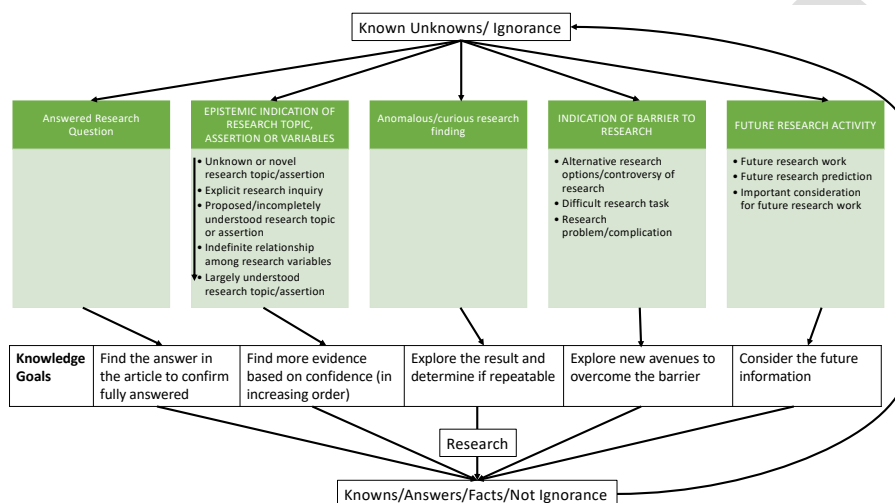 Known Unknowns/ Ignorance
Answered Research
Question
EPISTEMIC INDICATION OF
RESEARCH TOPIC,
ASSERTION OR VARIABLES
• Unknown or novel
research topic/assertion
• Explicit research inquiry
• Proposed/incompletely
understood research topic
or assertion
• Indefinite relationship
among research variables
• Largely understood
research topic/assertion
Anomalous/curious research
finding
INDICATION OF BARRIER TO
RESEARCH
• Alternative research
options/controversy of
research
• Difficult research task
• Research
problem/complication
FUTURE RESEARCH ACTIVITY
• Future research work
• Future research prediction
• Important consideration
for future research work
Knowledge
Goals
Find the answer in
the article to confirm
fully answered
Find more evidence
based on confidence (in
increasing order)
Explore the result and
determine if repeatable
Explore new avenues to
overcome the barrier
Consider the future
information
Research
Knowns/Answers/Facts/Not Ignorance